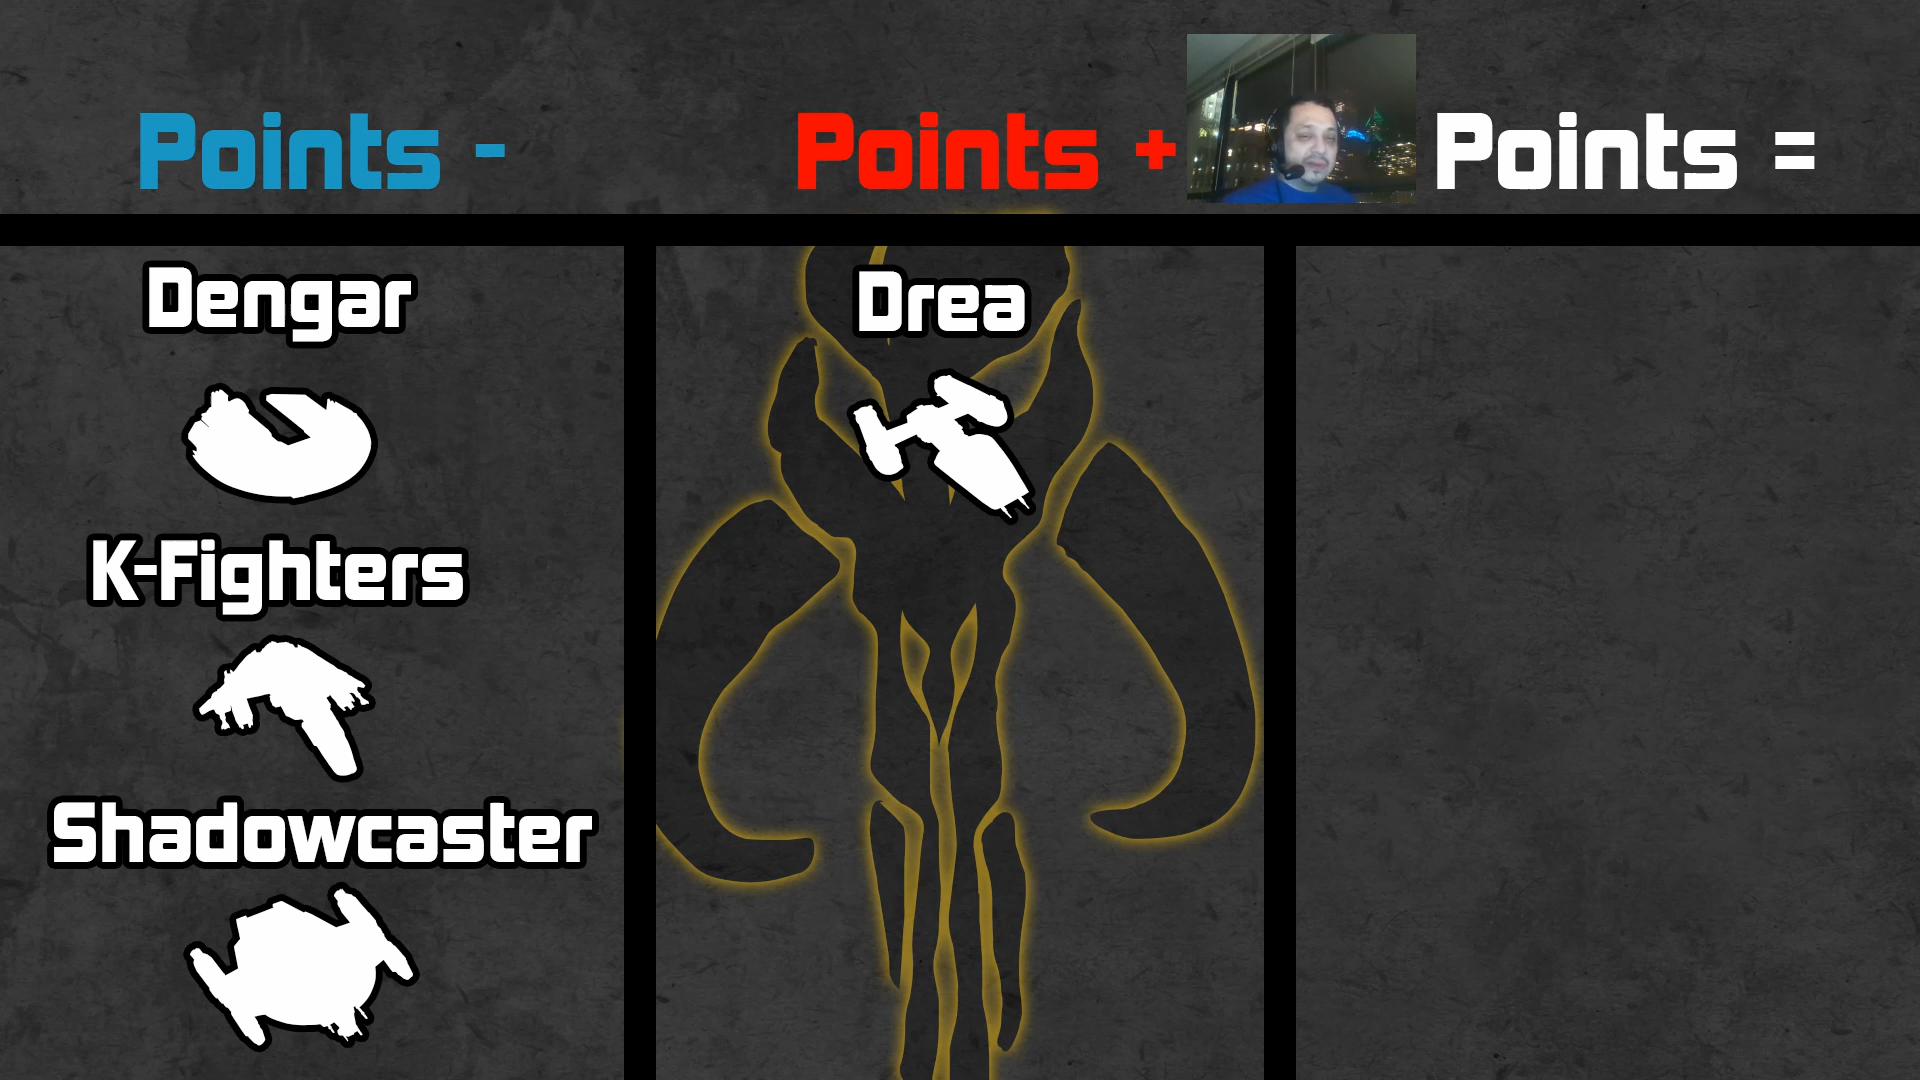 Points -
Points +
Points =
Dengar
K-Fighters
Shadowcaster
Drea